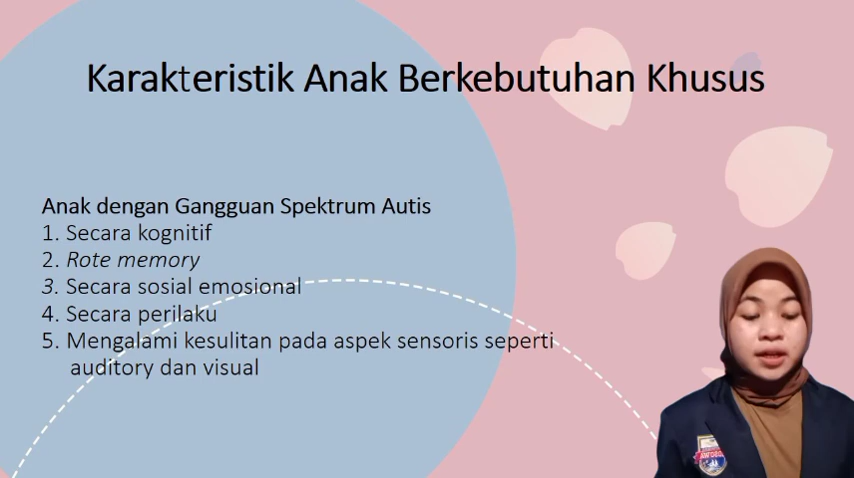 Karakteristik Anak Berkebutuhan Khusus
Anak dengan Gangguan Spektrum Autis
1. Secara kognitif
2. Rote memory
3. Secara sosial emosional
4. Secara perilaku
5. Mengalami kesulitan pada aspek sensoris seperti
auditory dan visual